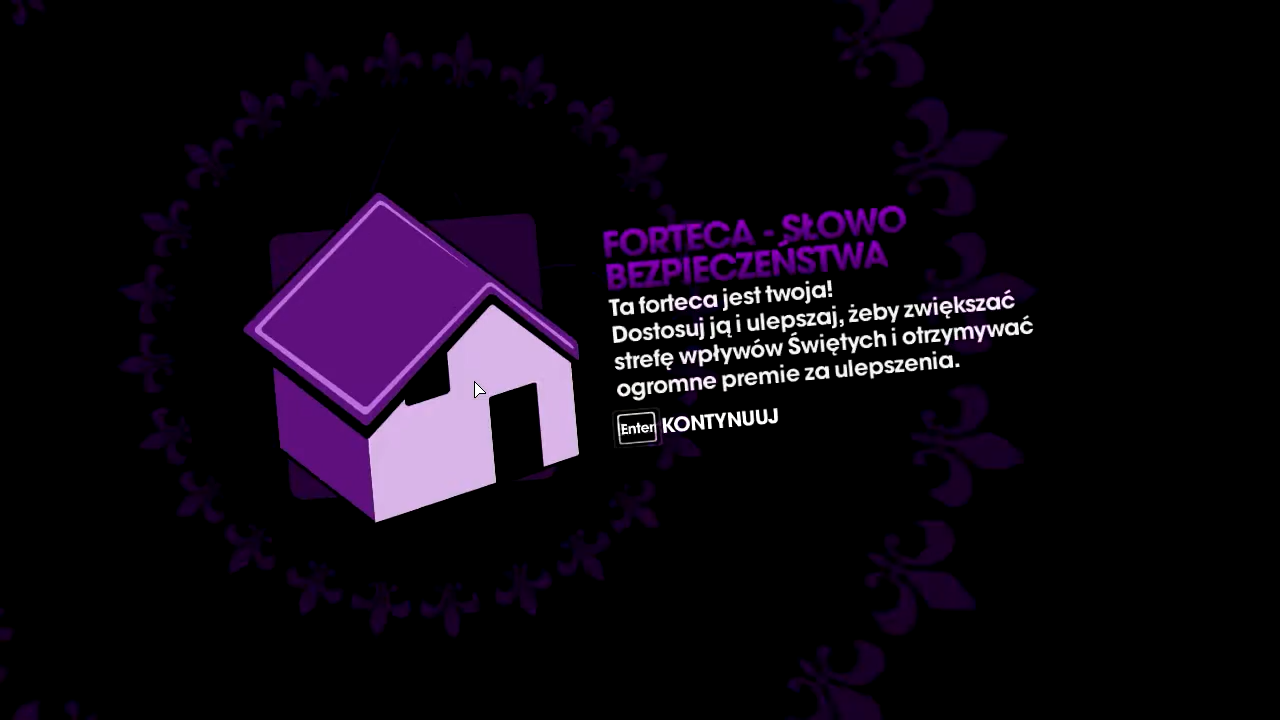 FORTECA - SŁOWO
BEZPIECZEŃSTWA
Ta forteca jest twoja!
Dostosuj ją i ulepszaj, żeby zwiększać
strefę wpływów Świętych i otrzymywać
ogromne premie za ulepszenia.
Enter KONTYNUUJ